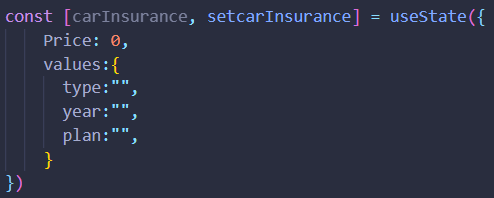 const [carInsurance, setcarInsurance] = useState({
Price: 0,
values:{
type:"",
year:"",
plan:"",
}
})